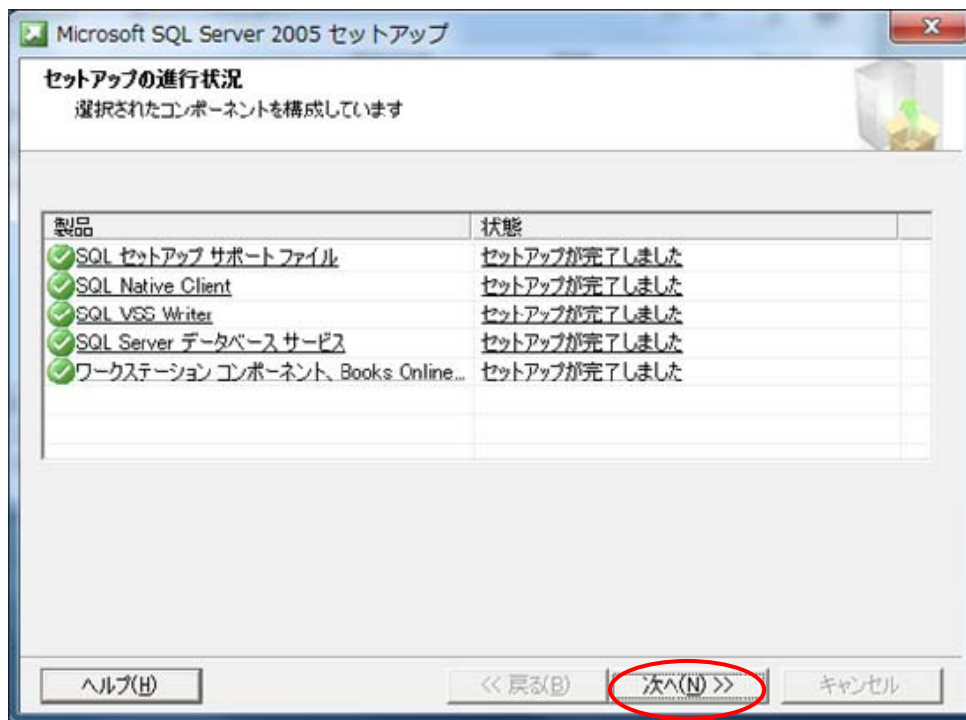 Microsoft SQL Server 2005 セットアップ
セットアップの進行状況
選択されたコンポーネントを構成しています
製品 状態
SQL セットアップ サポート ファイル セットアップが完了しました
SQL Native Client セットアップが完了しました
SQL VSS Writer セットアップが完了しました
SQL Server データベース サービス セットアップが完了しました
ワークステーション コンポーネント、Books Online... セットアップが完了しました
ヘルプ(H) << 戻る(B) 次へ(N) >> キャンセル